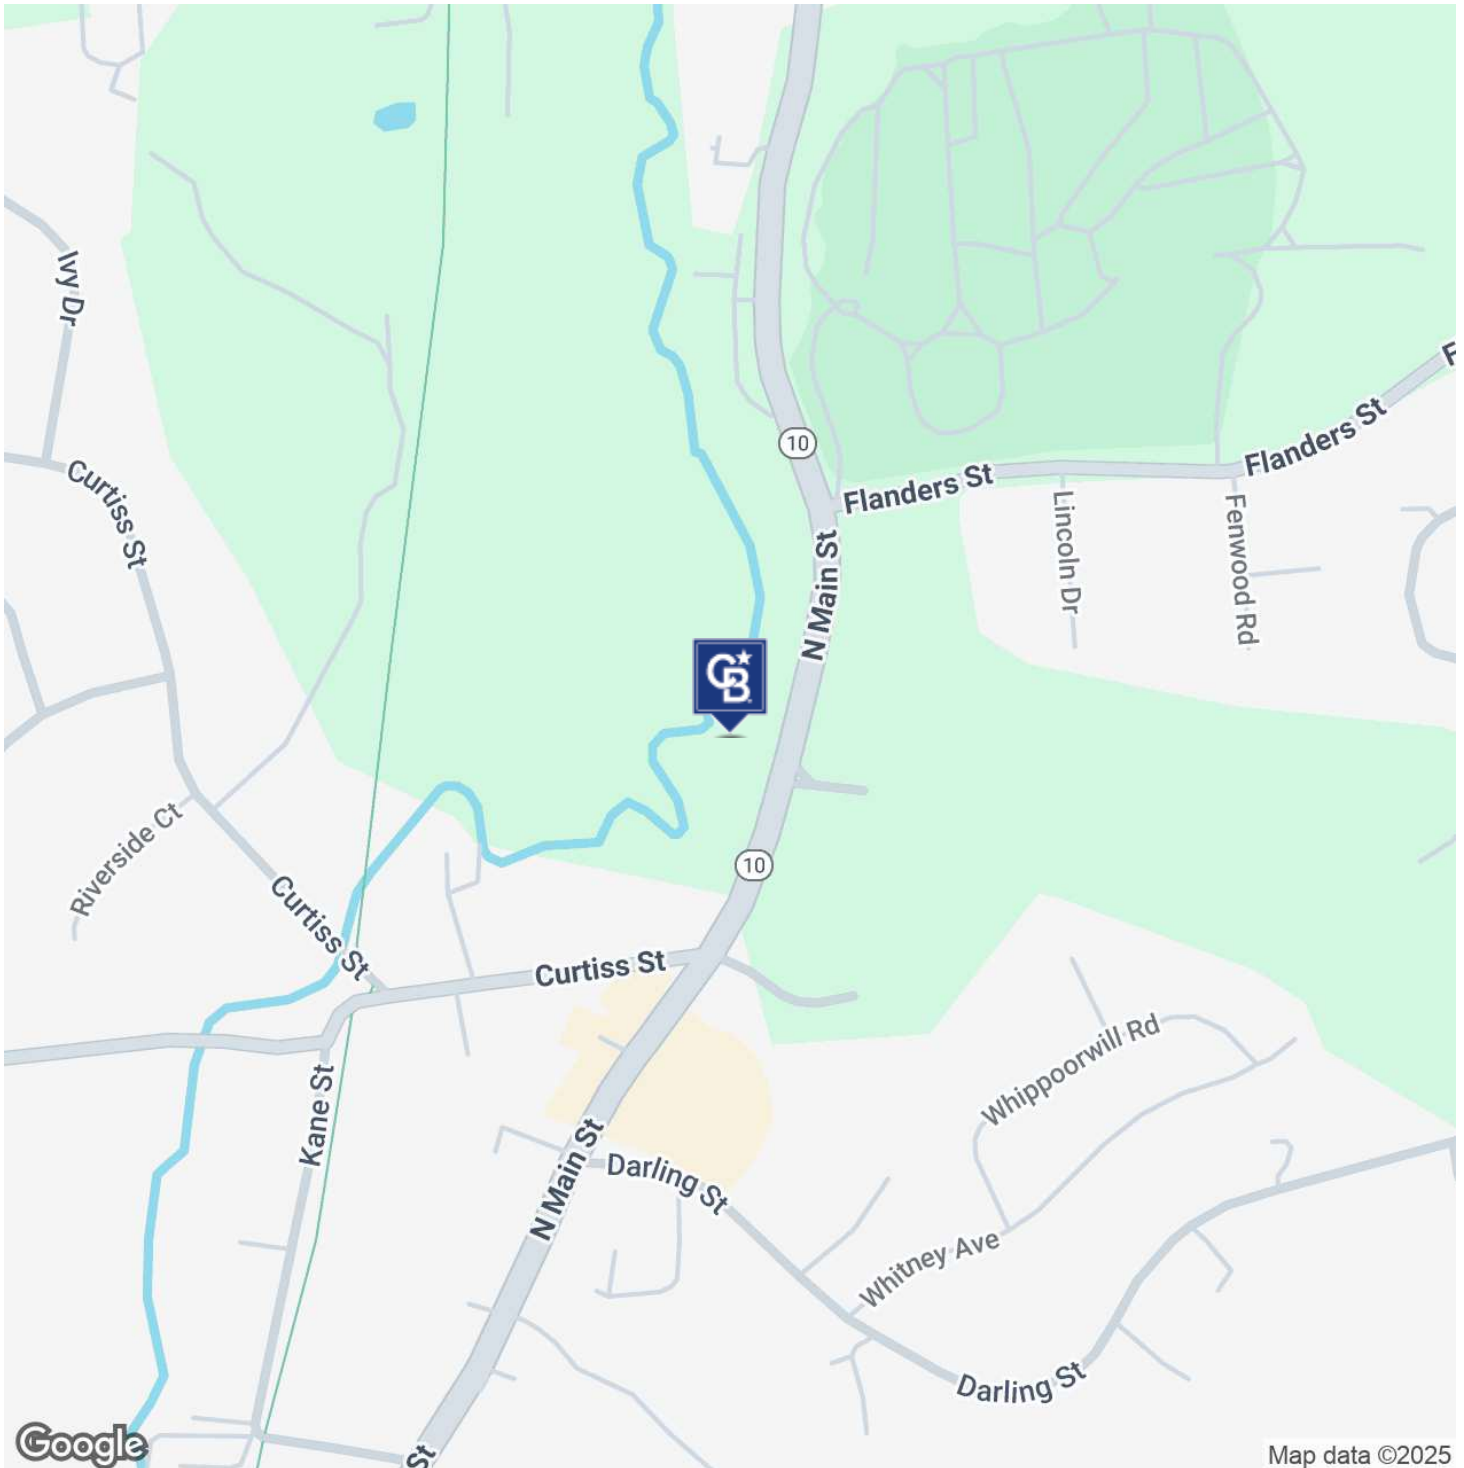 Ivy Dr
Curtiss St
10
Flanders St
Flanders St
F
Lincoln Dr
Fenwood Rd
N Main St
CB
Riverside Ct
Curtiss St
10
Curtiss St
Whippoorwill Rd
Kane St
N Main St
Darling St
Whitney Ave
Darling St
St
Google
Map data ©2025